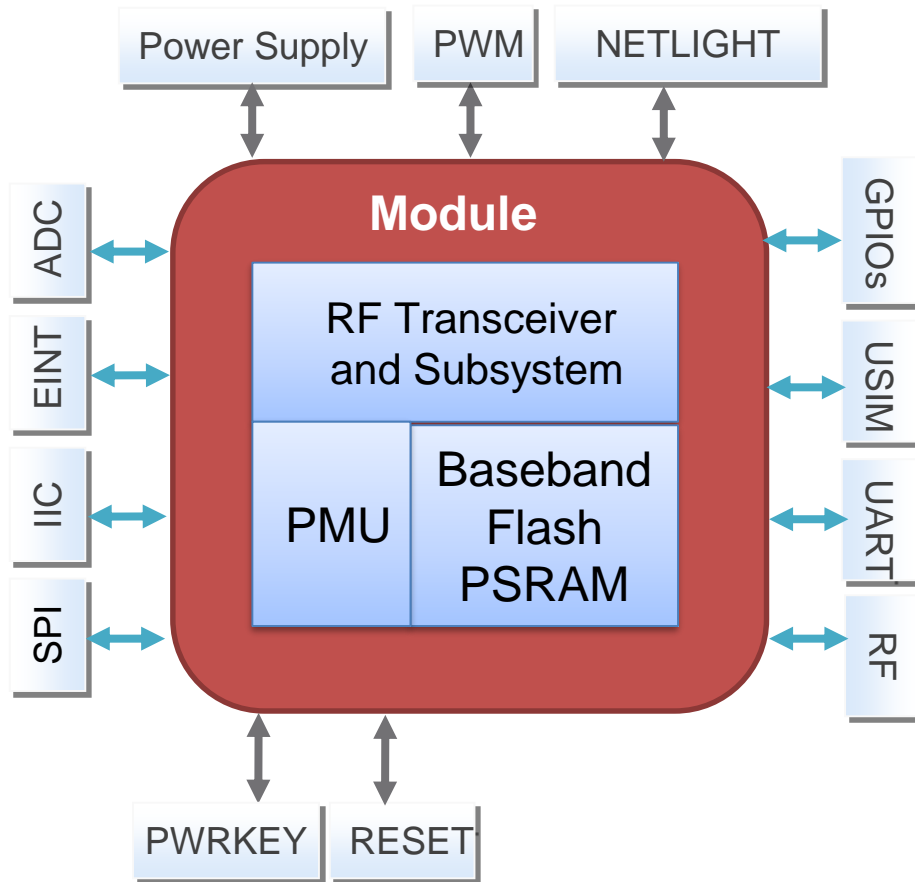 Power Supply
PWM
NETLIGHT
ADC
EINT
IIC
SPI
Module
RF Transceiver
and Subsystem
PMU
Baseband
Flash
PSRAM
GPIOs
USIM
UART
RF
PWRKEY
RESET